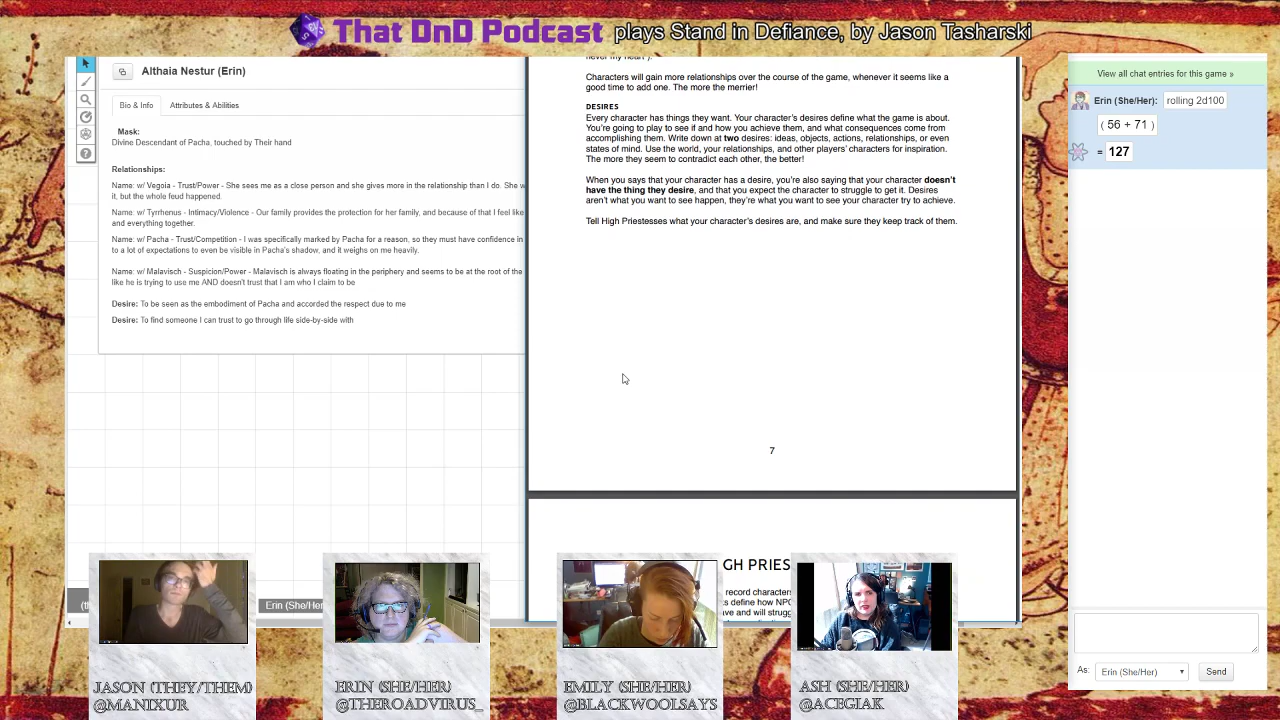 That DnD Podcast plays Stand in Defiance, by Jason Tasharski
Althaia Nestur (Erin)
Bio & Info
Attributes & Abilities
Mask:
Divine Descendant of Pacha, touched by Their hand
Relationships:
Name: w/ Vegoia - Trust/Power - She sees me as a close person and she gives more in the relationship than I do. She w
it, but the whole feud happened.
Name: w/ Tyrrhenus - Intimacy/Violence - Our family provides the protection for her family, and because of that I feel like
and everything together.
Name: w/ Pacha - Trust/Competition - I was specifically marked by Pacha for a reason, so they must have confidence in
to a lot of expectations to even be visible in Pacha's shadow, and it weighs on me heavily.
Name: w/ Malavisch - Suspicion/Power - Malavisch is always floating in the periphery and seems to be at the root of the
like he is trying to use me AND doesn't trust that I am who I claim to be
Desire: To be seen as the embodiment of Pacha and accorded the respect due to me
Desire: To find someone I can trust to go through life side-by-side with
never my heart").
Characters will gain more relationships over the course of the game, whenever it seems like a
good time to add one. The more the merrier!
DESIRES
Every character has things they want. Your character's desires define what the game is about.
You're going to play to see if and how you achieve them, and what consequences come from
accomplishing them. Write down at two desires: ideas, objects, actions, relationships, or even
states of mind. Use the world, your relationships, and other players' characters for inspiration.
The more they seem to contradict each other, the better!
When you says that your character has a desire, you're also saying that your character doesn't
have the thing they desire, and that you expect the character to struggle to get it. Desires
aren't what you want to see happen, they're what you want to see your character try to achieve.
Tell High Priestesses what your character's desires are, and make sure they keep track of them.
7
GH PRIES
record characters
s define how NPC
ve and will strugg
View all chat entries for this game »
Erin (She/Her): rolling 2d100
( 56 + 71 )
= 127
As: Erin (She/Her) Send
(th
Erin (She/Her
JASON (THEY/THEM)
@MANIXUR
ERIN (SHE/HER)
@THEROADVIRUS_
EMILY (SHE/HER)
@BLACKWOOLSAYS
ASH (SHE/HER)
@ACEGIAK